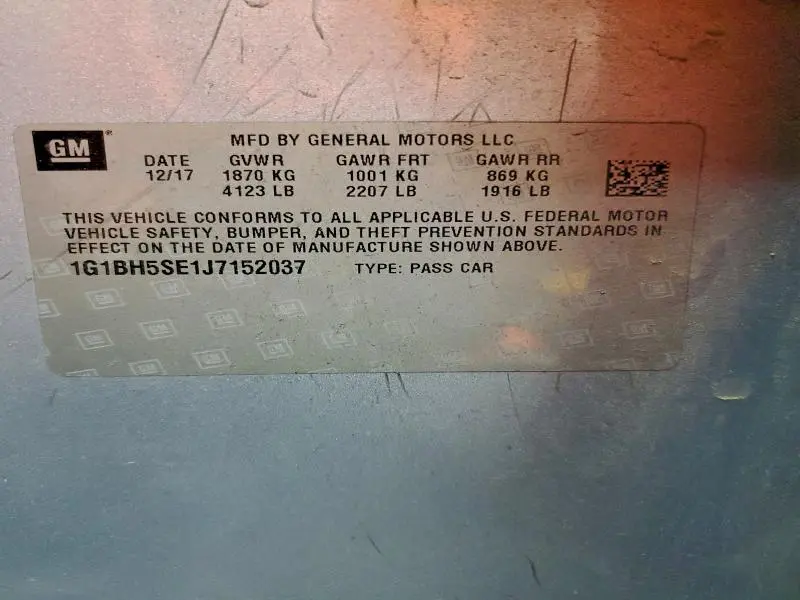 GM
MFD BY GENERAL MOTORS LLC
DATE GVWR GAWR FRT GAWR RR
12/17 1870 KG 1001 KG 869 KG
4123 LB 2207 LB 1916 LB
THIS VEHICLE CONFORMS TO ALL APPLICABLE U.S. FEDERAL MOTOR
VEHICLE SAFETY, BUMPER, AND THEFT PREVENTION STANDARDS IN
EFFECT ON THE DATE OF MANUFACTURE SHOWN ABOVE.
1G1BH5SE1J7152037 TYPE: PASS CAR